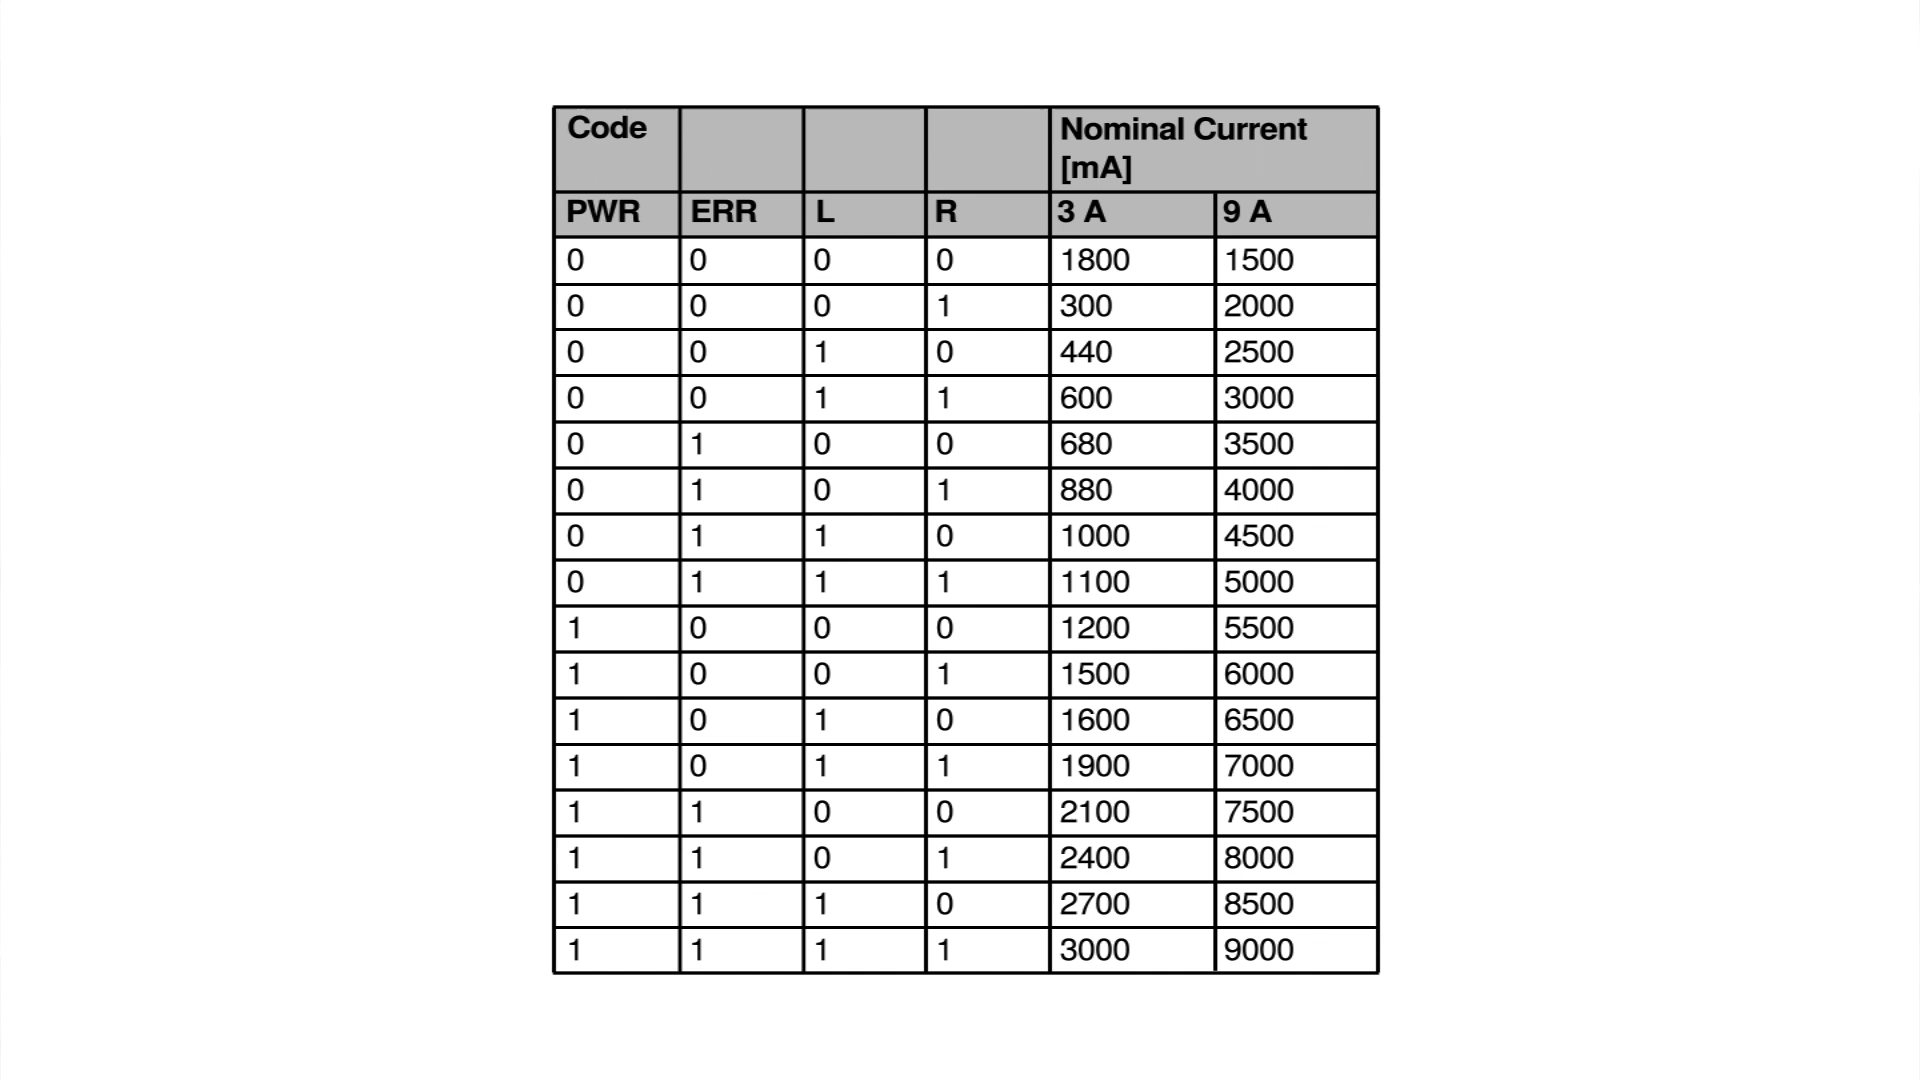 Code Nominal Current
[mA]
PWR ERR L R 3 A 9 A
0 0 0 0 1800 1500
0 0 0 1 300 2000
0 0 1 0 440 2500
0 0 1 1 600 3000
0 1 0 0 680 3500
0 1 0 1 880 4000
0 1 1 0 1000 4500
0 1 1 1 1100 5000
1 0 0 0 1200 5500
1 0 0 1 1500 6000
1 0 1 0 1600 6500
1 0 1 1 1900 7000
1 1 0 0 2100 7500
1 1 0 1 2400 8000
1 1 1 0 2700 8500
1 1 1 1 3000 9000